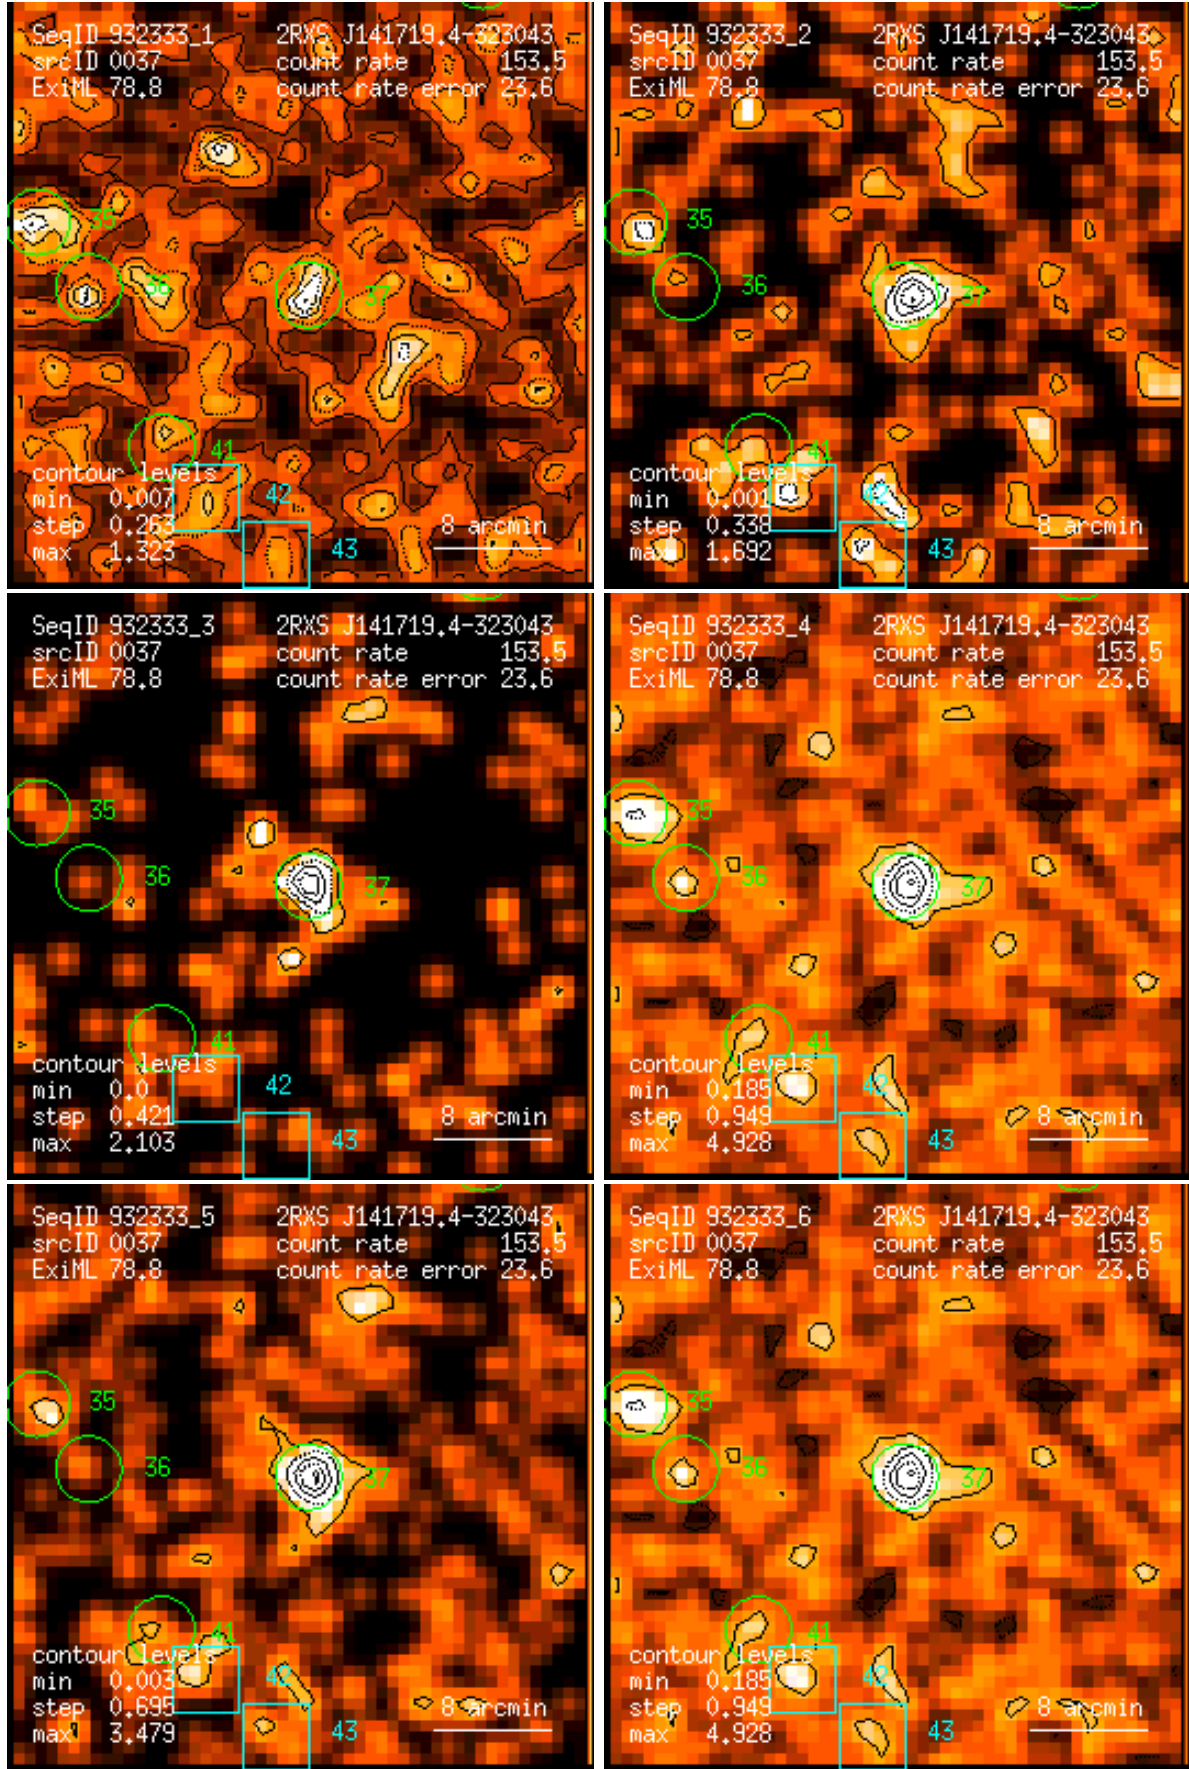 SeqID 932333_1 2RXS J141719.4-323043
srcID 0037 count rate 153.5
ExiML 78.8 count rate error 23.6
35
36
37
41
contour levels
min 0.007 42
step 0.263 8 arcmin
max 1.323 43
SeqID 932333_2 2RXS J141719.4-323043
srcID 0037 count rate 153.5
ExiML 78.8 count rate error 23.6
35
36
37
41
contour levels
min 0.001 42
step 0.338 8 arcmin
max 1.692 43
SeqID 932333_3 2RXS J141719.4-323043
srcID 0037 count rate 153.5
ExiML 78.8 count rate error 23.6
35
36
37
41
contour levels
min 0.0 42
step 0.421 8 arcmin
max 2.103 43
SeqID 932333_4 2RXS J141719.4-323043
srcID 0037 count rate 153.5
ExiML 78.8 count rate error 23.6
35
36
37
41
contour levels
min 0.185 42
step 0.949 8 arcmin
max 4.928 43
SeqID 932333_5 2RXS J141719.4-323043
srcID 0037 count rate 153.5
ExiML 78.8 count rate error 23.6
35
36
37
41
contour levels
min 0.003 42
step 0.695 8 arcmin
max 3.479 43
SeqID 932333_6 2RXS J141719.4-323043
srcID 0037 count rate 153.5
ExiML 78.8 count rate error 23.6
35
36
37
41
contour levels
min 0.185 42
step 0.949 8 arcmin
max 4.928 43